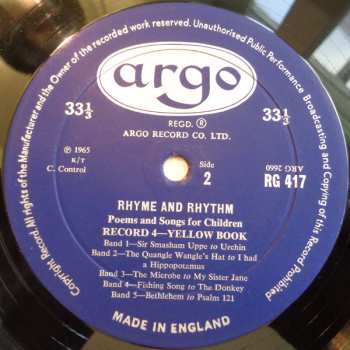 Copyright Record. All rights of the Manufacturer and the Owner of the recorded work reserved. Unauthorised Public Performance Broadcasting and Copying of this Record Prohibited
argo
33⅓
33⅓
REGD. ®
ARGO RECORD CO. LTD.
℗ 1965
K/T
C. Control
Side
2
ARG 2660
RG 417
RHYME AND RHYTHM
Poems and Songs for Children
RECORD 4—YELLOW BOOK
Band 1—Sir Smasham Uppe to Urchin
Band 2—The Quangle Wangle's Hat to I had
a Hippopotamus
Band 3—The Microbe to My Sister Jane
Band 4—Fishing Song to The Donkey
Band 5—Bethlehem to Psalm 121
MADE IN ENGLAND